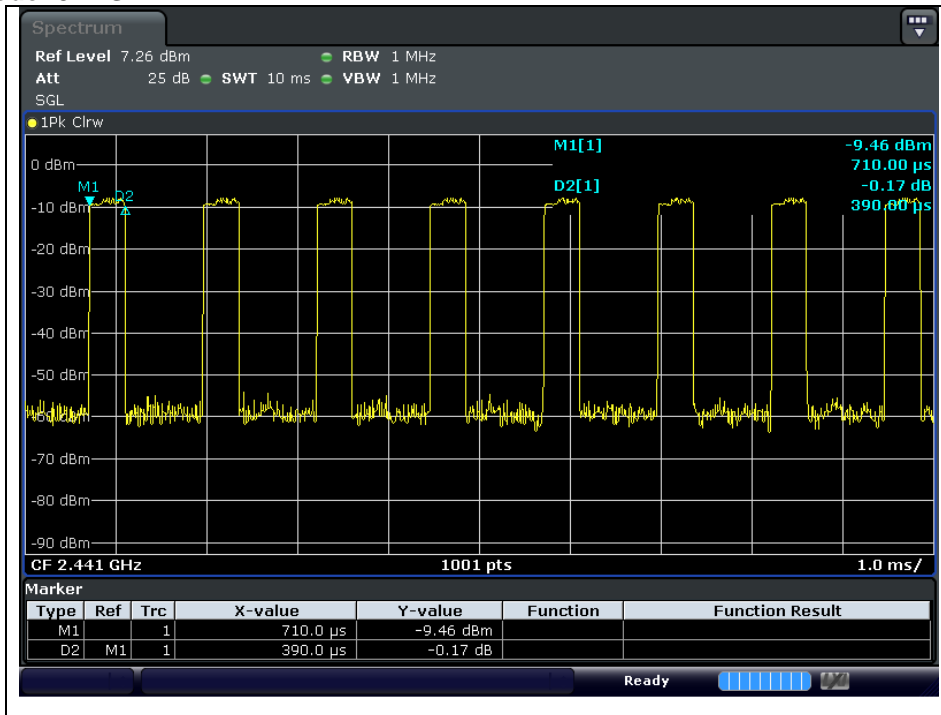 Spectrum
Ref Level 7.26 dBm RBW 1 MHz
Att 25 dB SWT 10 ms VBW 1 MHz
SGL
1Pk Clrw
M1[1] -9.46 dBm
710.00 µs
D2[1] -0.17 dB
390.00 µs
0 dBm
M1
D2
-10 dBm
-20 dBm
-30 dBm
-40 dBm
-50 dBm
-60 dBm
-70 dBm
-80 dBm
-90 dBm
CF 2.441 GHz 1001 pts 1.0 ms/
Marker
Type Ref Trc X-value Y-value Function Function Result
M1 1 710.0 µs -9.46 dBm
D2 M1 1 390.0 µs -0.17 dB
Ready